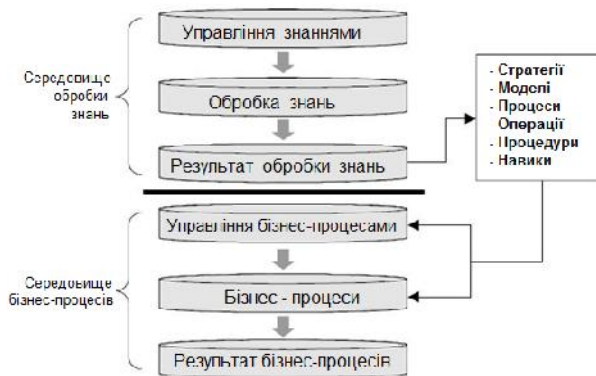 Управління знаннями
Середовище
обробки
знань
Обробка знань
Результат обробки знань
- Стратегії
- Моделі
- Процеси
Операції
- Процедури
- Навики
Управління бізнес-процесами
Середовище
бізнес-процесів
Бізнес - процеси
Результат бізнес-процесів